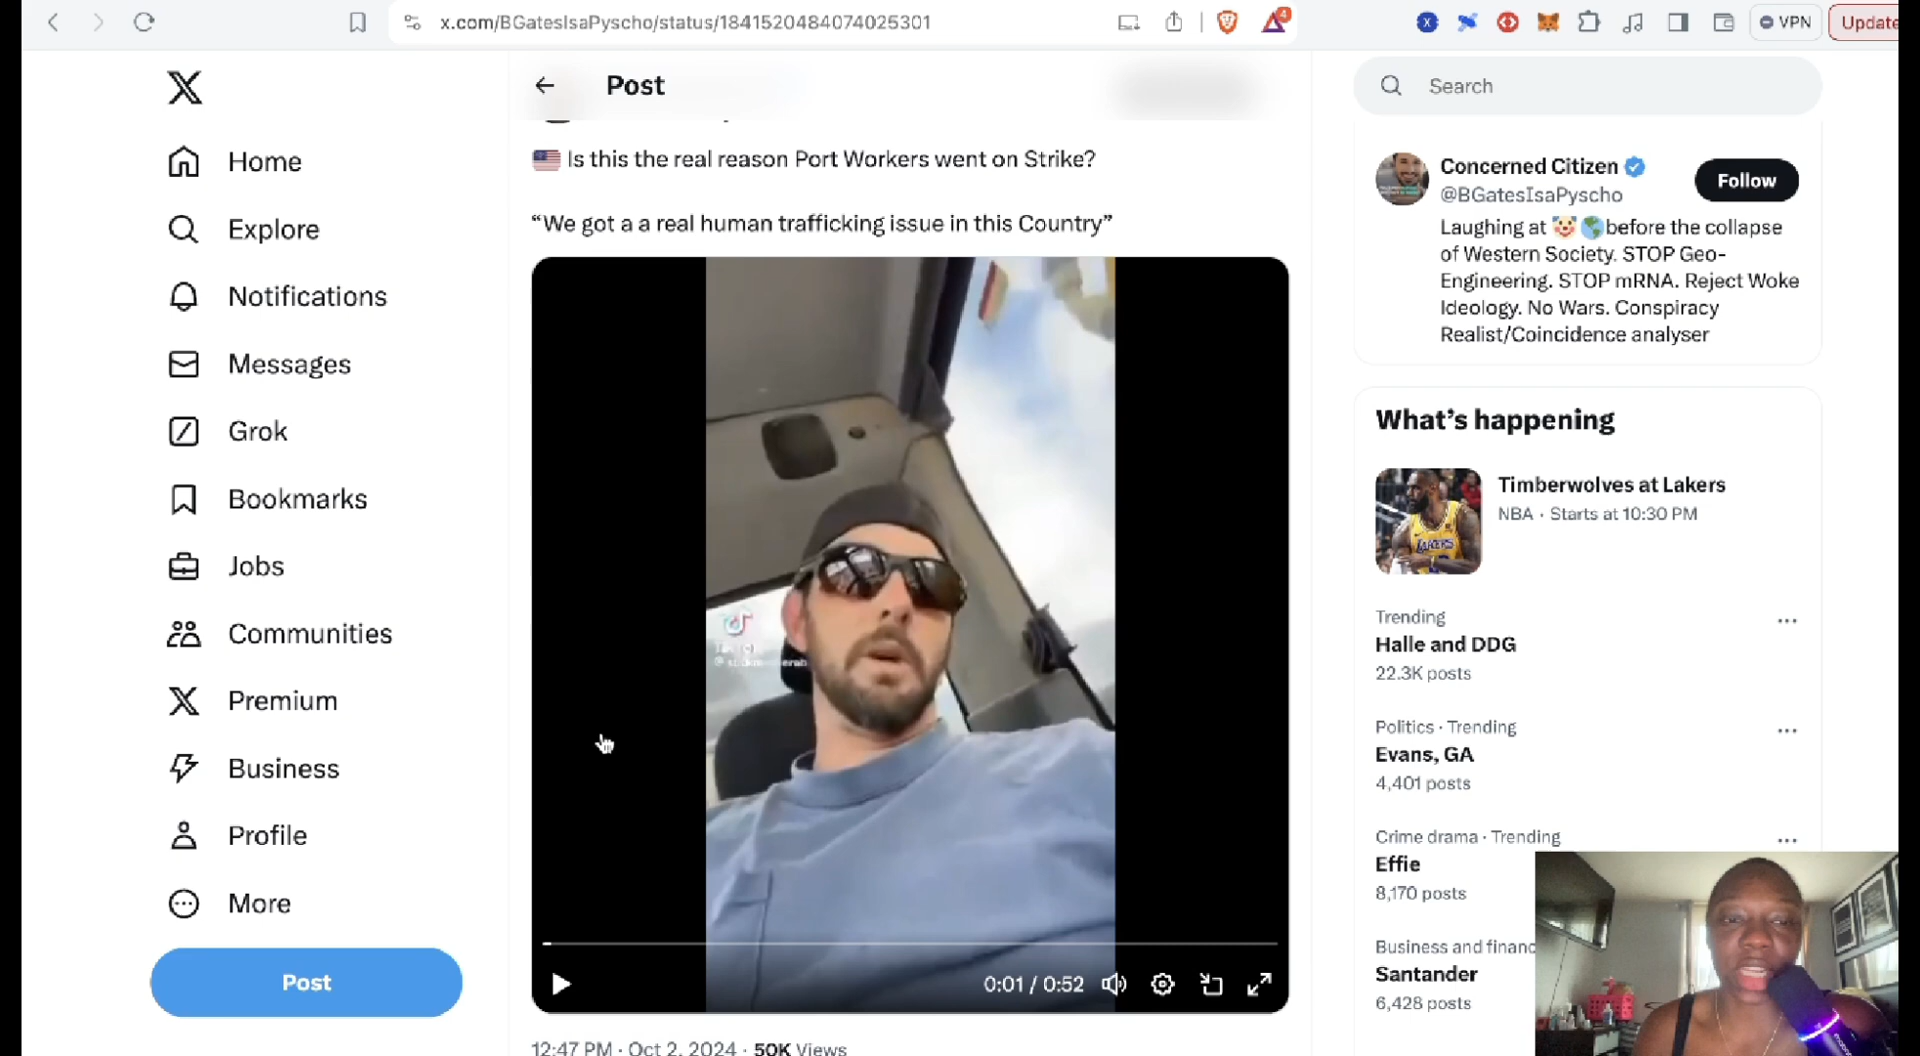 x.com/BGatesIsaPyscho/status/1841520484074025301
4
VPN
Update
X
Home
Explore
Notifications
Messages
Grok
Bookmarks
Jobs
Communities
Premium
Business
Profile
More
Post
Post
Is this the real reason Port Workers went on Strike?
“We got a a real human trafficking issue in this Country”
0:01 / 0:52
12:47 PM · Oct 2, 2024 · 50K Views
Search
Concerned Citizen
@BGatesIsaPyscho
Follow
Laughing at 🤡🌎before the collapse
of Western Society. STOP Geo-
Engineering. STOP mRNA. Reject Woke
Ideology. No Wars. Conspiracy
Realist/Coincidence analyser
What’s happening
Timberwolves at Lakers
NBA · Starts at 10:30 PM
Trending
Halle and DDG
22.3K posts
Politics · Trending
Evans, GA
4,401 posts
Crime drama · Trending
Effie
8,170 posts
Business and financ
Santander
6,428 posts